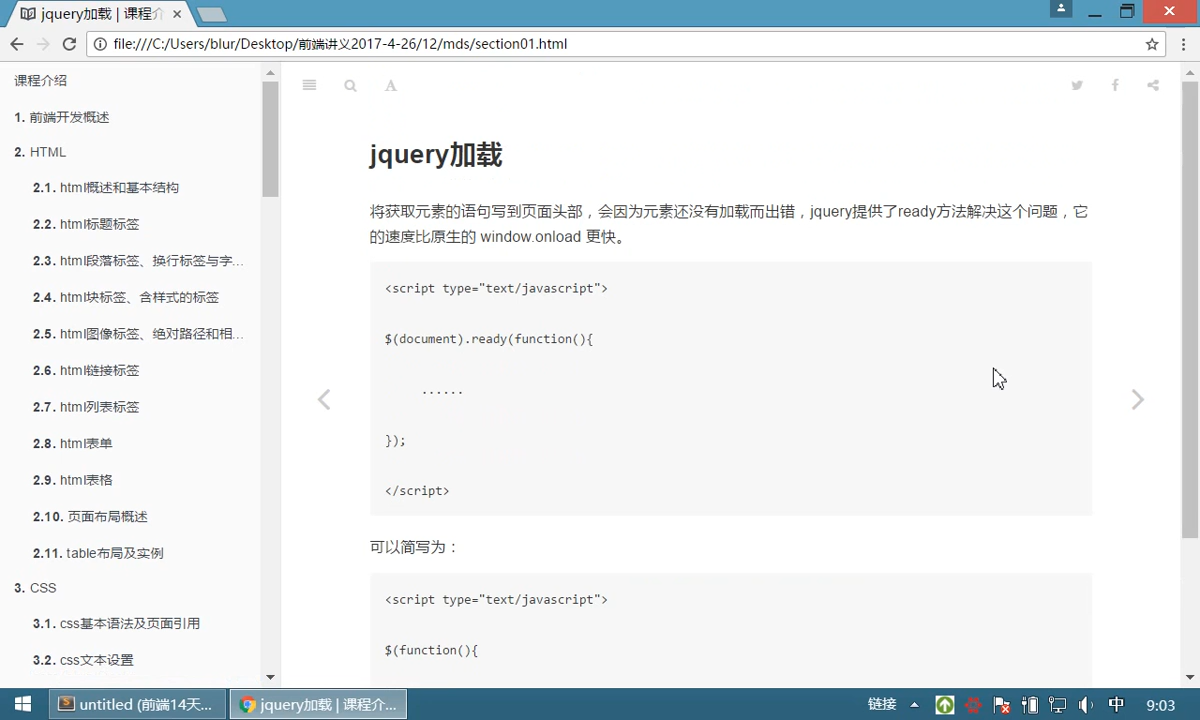 jquery加载 | 课程介
file:///C:/Users/blur/Desktop/前端讲义2017-4-26/12/mds/section01.html
课程介绍
1. 前端开发概述
2. HTML
2.1. html概述和基本结构
2.2. html标题标签
2.3. html段落标签、换行标签与字...
2.4. html块标签、含样式的标签
2.5. html图像标签、绝对路径和相...
2.6. html链接标签
2.7. html列表标签
2.8. html表单
2.9. html表格
2.10. 页面布局概述
2.11. table布局及实例
3. CSS
3.1. css基本语法及页面引用
3.2. css文本设置
A
jquery加载
将获取元素的语句写到页面头部，会因为元素还没有加载而出错，jquery提供了ready方法解决这个问题，它
的速度比原生的 window.onload 更快。
<script type="text/javascript">
$(document).ready(function(){
......
});
</script>
可以简写为：
<script type="text/javascript">
$(function(){
untitled (前端14天...
jquery加载 | 课程介...
链接
中
9:03